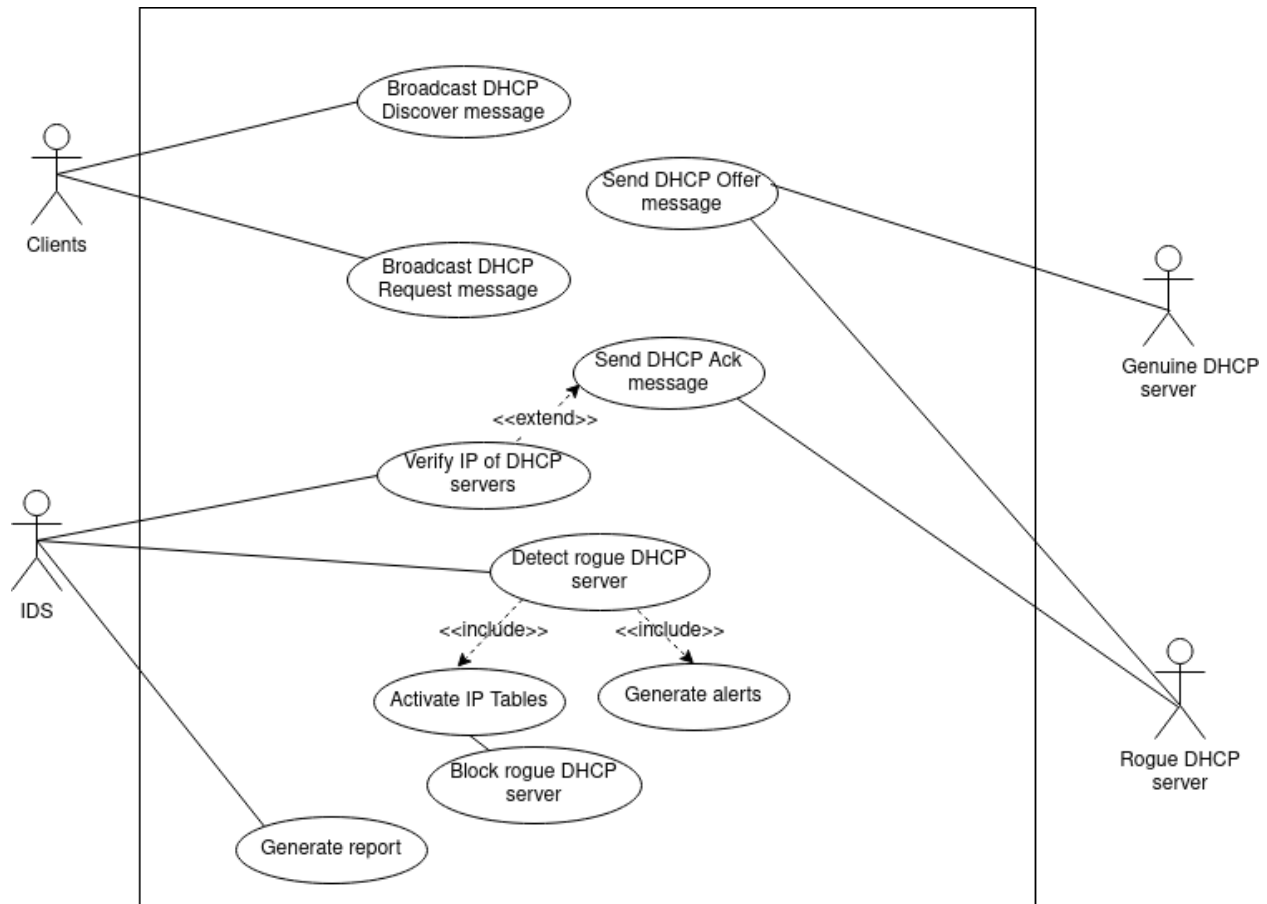 Broadcast DHCP
Discover message
Send DHCP Offer
message
Clients
Broadcast DHCP
Request message
Genuine DHCP
server
Send DHCP Ack
message
<<extend>>
Verify IP of DHCP
servers
Detect rogue DHCP
server
IDS
<<include>>
<<include>>
Activate IP Tables
Generate alerts
Block rogue DHCP
server
Rogue DHCP
server
Generate report